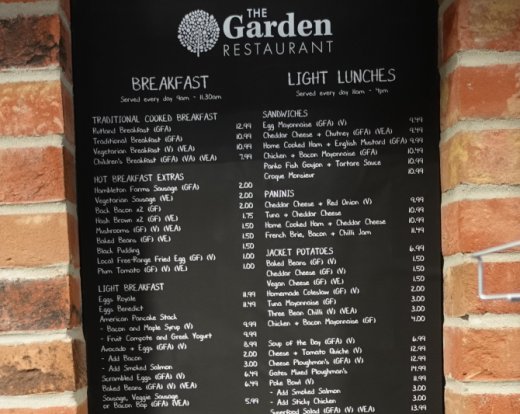 THE
Garden
RESTAURANT
BREAKFAST
Served every day 9am - 11.30am
TRADITIONAL COOKED BREAKFAST
Rutland Breakfast (GFA) 12.99
Traditional Breakfast (GFA) 10.99
Vegetarian Breakfast (V) (VEA) 10.99
Children's Breakfast (GFA) (VA) (VEA) 7.99
HOT BREAKFAST EXTRAS
Hambleton Farms Sausage (GFA) 2.00
Vegetarian Sausage (VE) 2.00
Back Bacon x2 (GF) 2.00
Hash Brown x2 (GF) (VE) 1.75
Mushrooms (GF) (V) (VEA) 1.50
Baked Beans (GF) (VE) 1.50
Black Pudding 1.50
Local Free-Range Fried Egg (GF) (V) 1.00
Plum Tomato (GF) (V) (VE) 1.00
LIGHT BREAKFAST
Eggs Royale 11.99
Eggs Benedict 11.49
American Pancake Stack
- Bacon and Maple Syrup (V) 9.99
- Fruit Compote and Greek Yogurt 9.99
Avocado + Eggs (GFA) (V) 8.99
- Add Bacon 2.00
- Add Smoked Salmon 3.00
Scrambled Eggs (GFA) (V) 6.49
Baked Beans (GFA) (V) (VEA) 6.49
Sausage, Veggie Sausage
or Bacon Bap (GFA) (VEA) 5.99
LIGHT LUNCHES
Served every day 11am - 4pm
SANDWICHES
Egg Mayonnaise (GFA) (V) 9.49
Cheddar Cheese + Chutney (GFA) (VEA) 9.49
Home Cooked Ham + English Mustard (GFA) 9.99
Chicken + Bacon Mayonnaise (GFA) 10.49
Panko Fish Goujon + Tartare Sauce 10.99
Croque Monsieur 10.99
PANINIS
Cheddar Cheese + Red Onion (V) 9.99
Tuna + Cheddar Cheese 10.99
Home Cooked Ham + Cheddar Cheese 10.99
French Brie, Bacon + Chilli Jam 11.49
JACKET POTATOES 6.99
Baked Beans (GF) (V) 1.50
Cheddar Cheese (GF) (V) 1.50
Vegan Cheese (GF) (VE) 1.50
Homemade Coleslaw (GF) (V) 2.00
Tuna Mayonnaise (GF) 3.00
Three Bean Chilli (V) (VEA) 3.00
Chicken + Bacon Mayonnaise (GF) 4.00
Soup of the Day (GFA) (V) 6.99
Cheese + Tomato Quiche (V) 12.99
Cheese Ploughman's (GFA) (V) 12.99
Gates Mixed Ploughman's 14.99
Poke Bowl (V) 11.99
- Add Smoked Salmon 3.00
- Add Sticky Chicken 3.00
Superfood Salad (GFA) (V) (VEA) 13.99